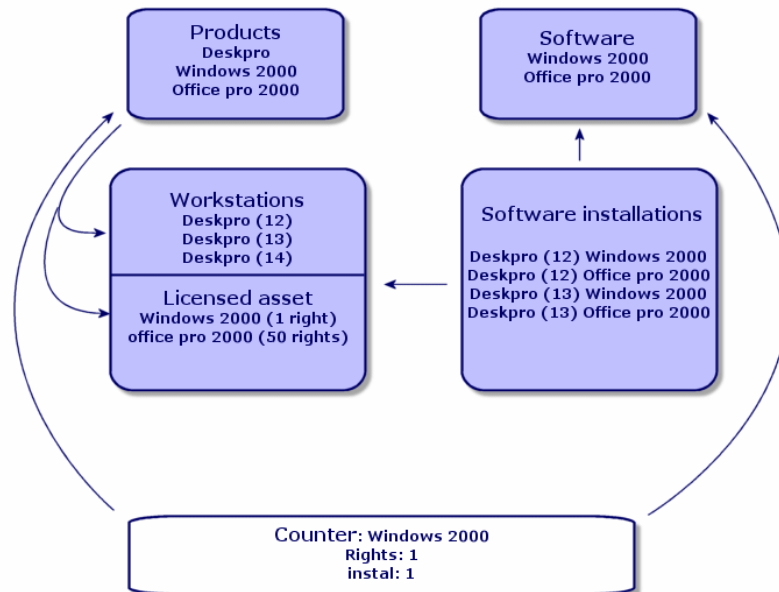 Products
Deskpro
Windows 2000
Office pro 2000
Software
Windows 2000
Office pro 2000
Workstations
Deskpro (12)
Deskpro (13)
Deskpro (14)
Licensed asset
Windows 2000 (1 right)
office pro 2000 (50 rights)
Software installations
Deskpro (12) Windows 2000
Deskpro (12) Office pro 2000
Deskpro (13) Windows 2000
Deskpro (13) Office pro 2000
Counter: Windows 2000
Rights: 1
instal: 1